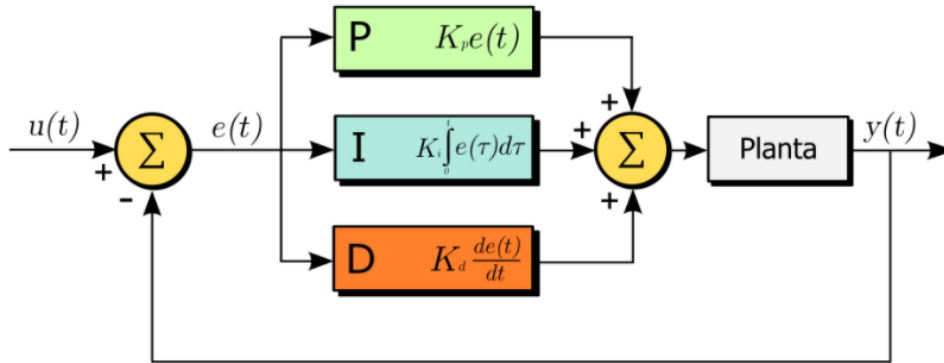 P K_p e(t)
u(t)
+
-
Σ
e(t)
I K_i ∫_0^t e(τ)dτ
D K_d de(t)/dt
+
+
+
Σ
Planta
y(t)